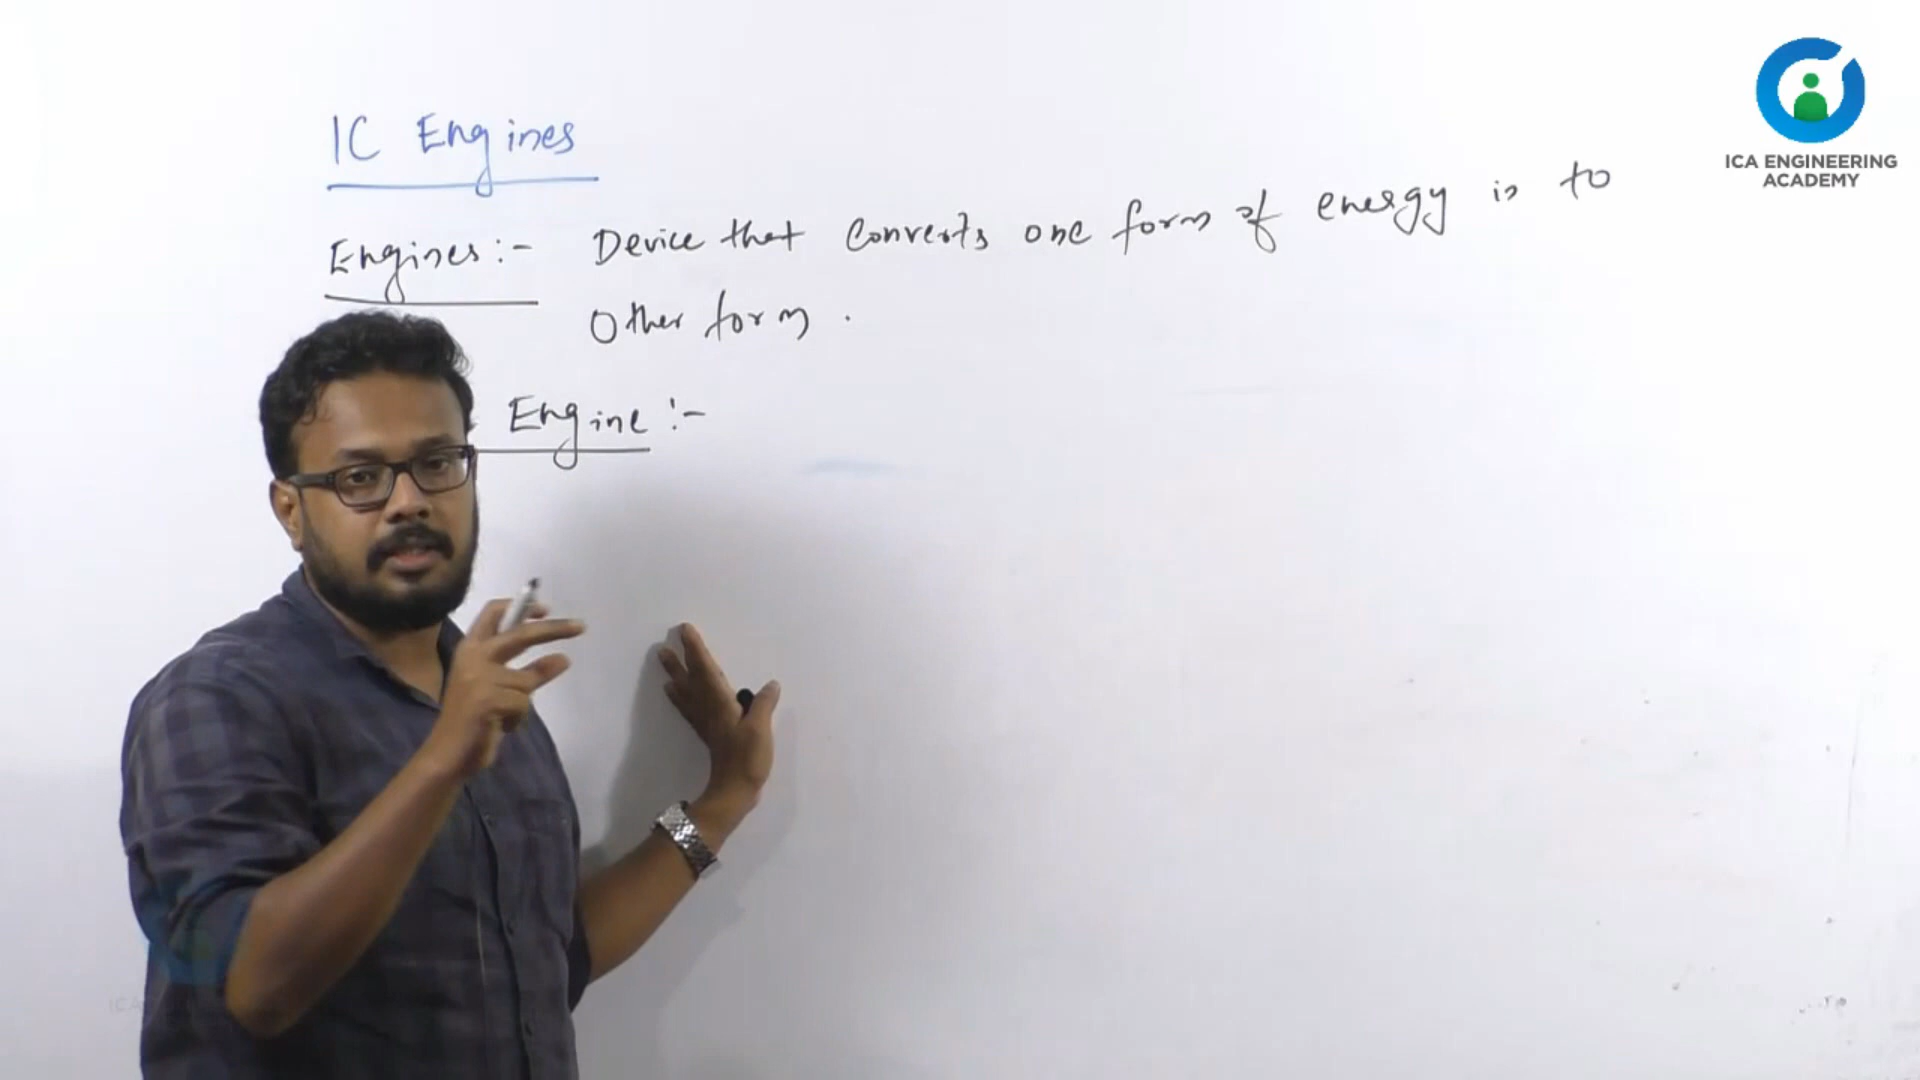 IC Engines
Engines :- Device that converts one form of energy is to
Other form .
Engine :-
ICA ENGINEERING
ACADEMY